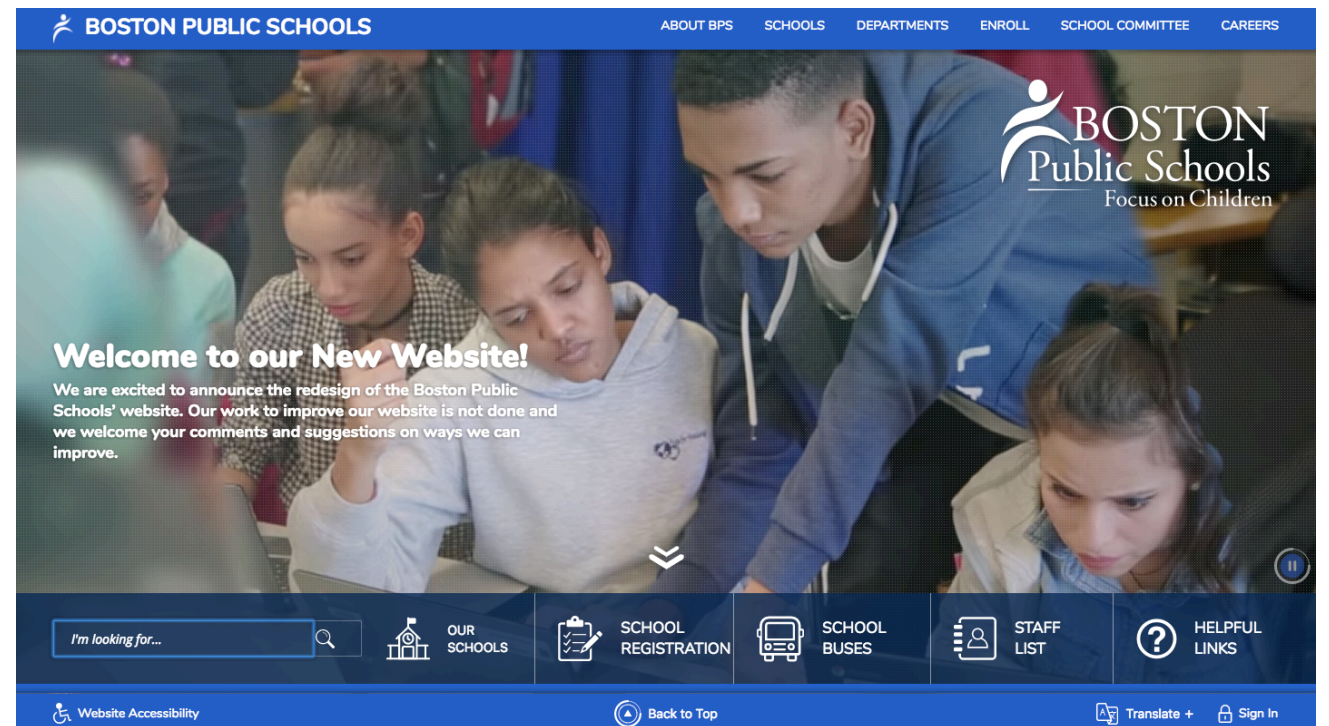 BOSTON PUBLIC SCHOOLS
ABOUT BPS SCHOOLS DEPARTMENTS ENROLL SCHOOL COMMITTEE CAREERS
BOSTON
Public Schools
Focus on Children
Welcome to our New Website!
We are excited to announce the redesign of the Boston Public
Schools' website. Our work to improve our website is not done and
we welcome your comments and suggestions on ways we can
improve.
I'm looking for...
OUR
SCHOOLS
SCHOOL
REGISTRATION
SCHOOL
BUSES
STAFF
LIST
HELPFUL
LINKS
Website Accessibility
Back to Top
Translate +
Sign In